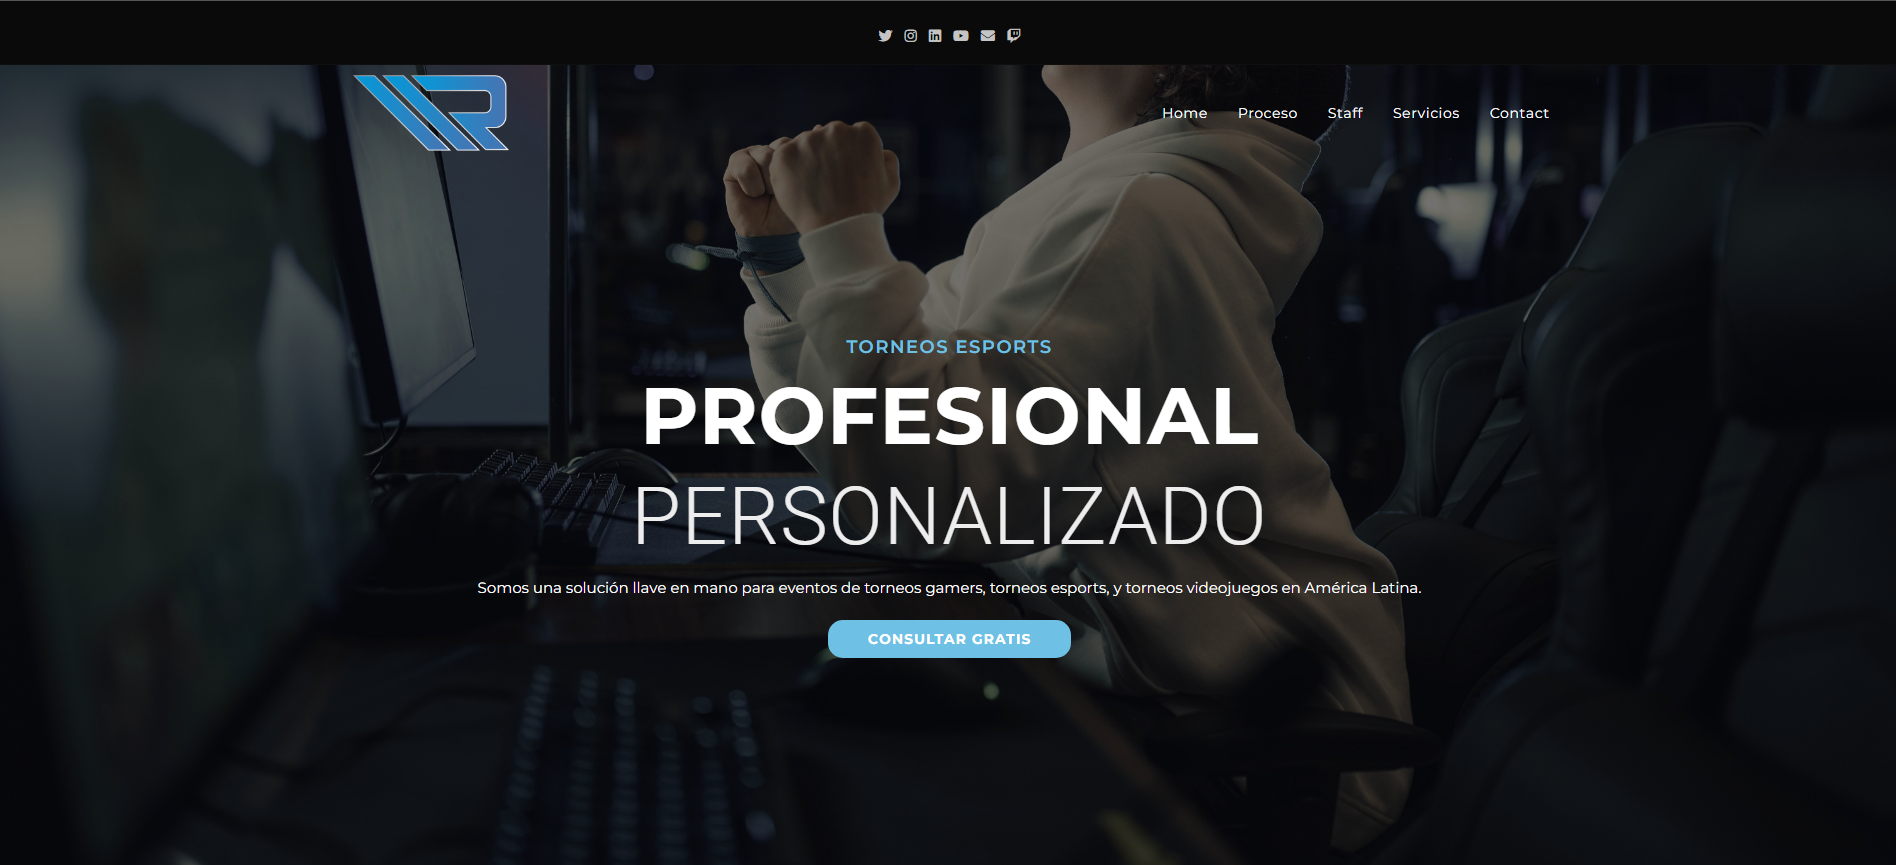 Home Proceso Staff Servicios Contact
TORNEOS ESPORTS
PROFESIONAL
PERSONALIZADO
Somos una solución llave en mano para eventos de torneos gamers, torneos esports, y torneos videojuegos en América Latina.
CONSULTAR GRATIS